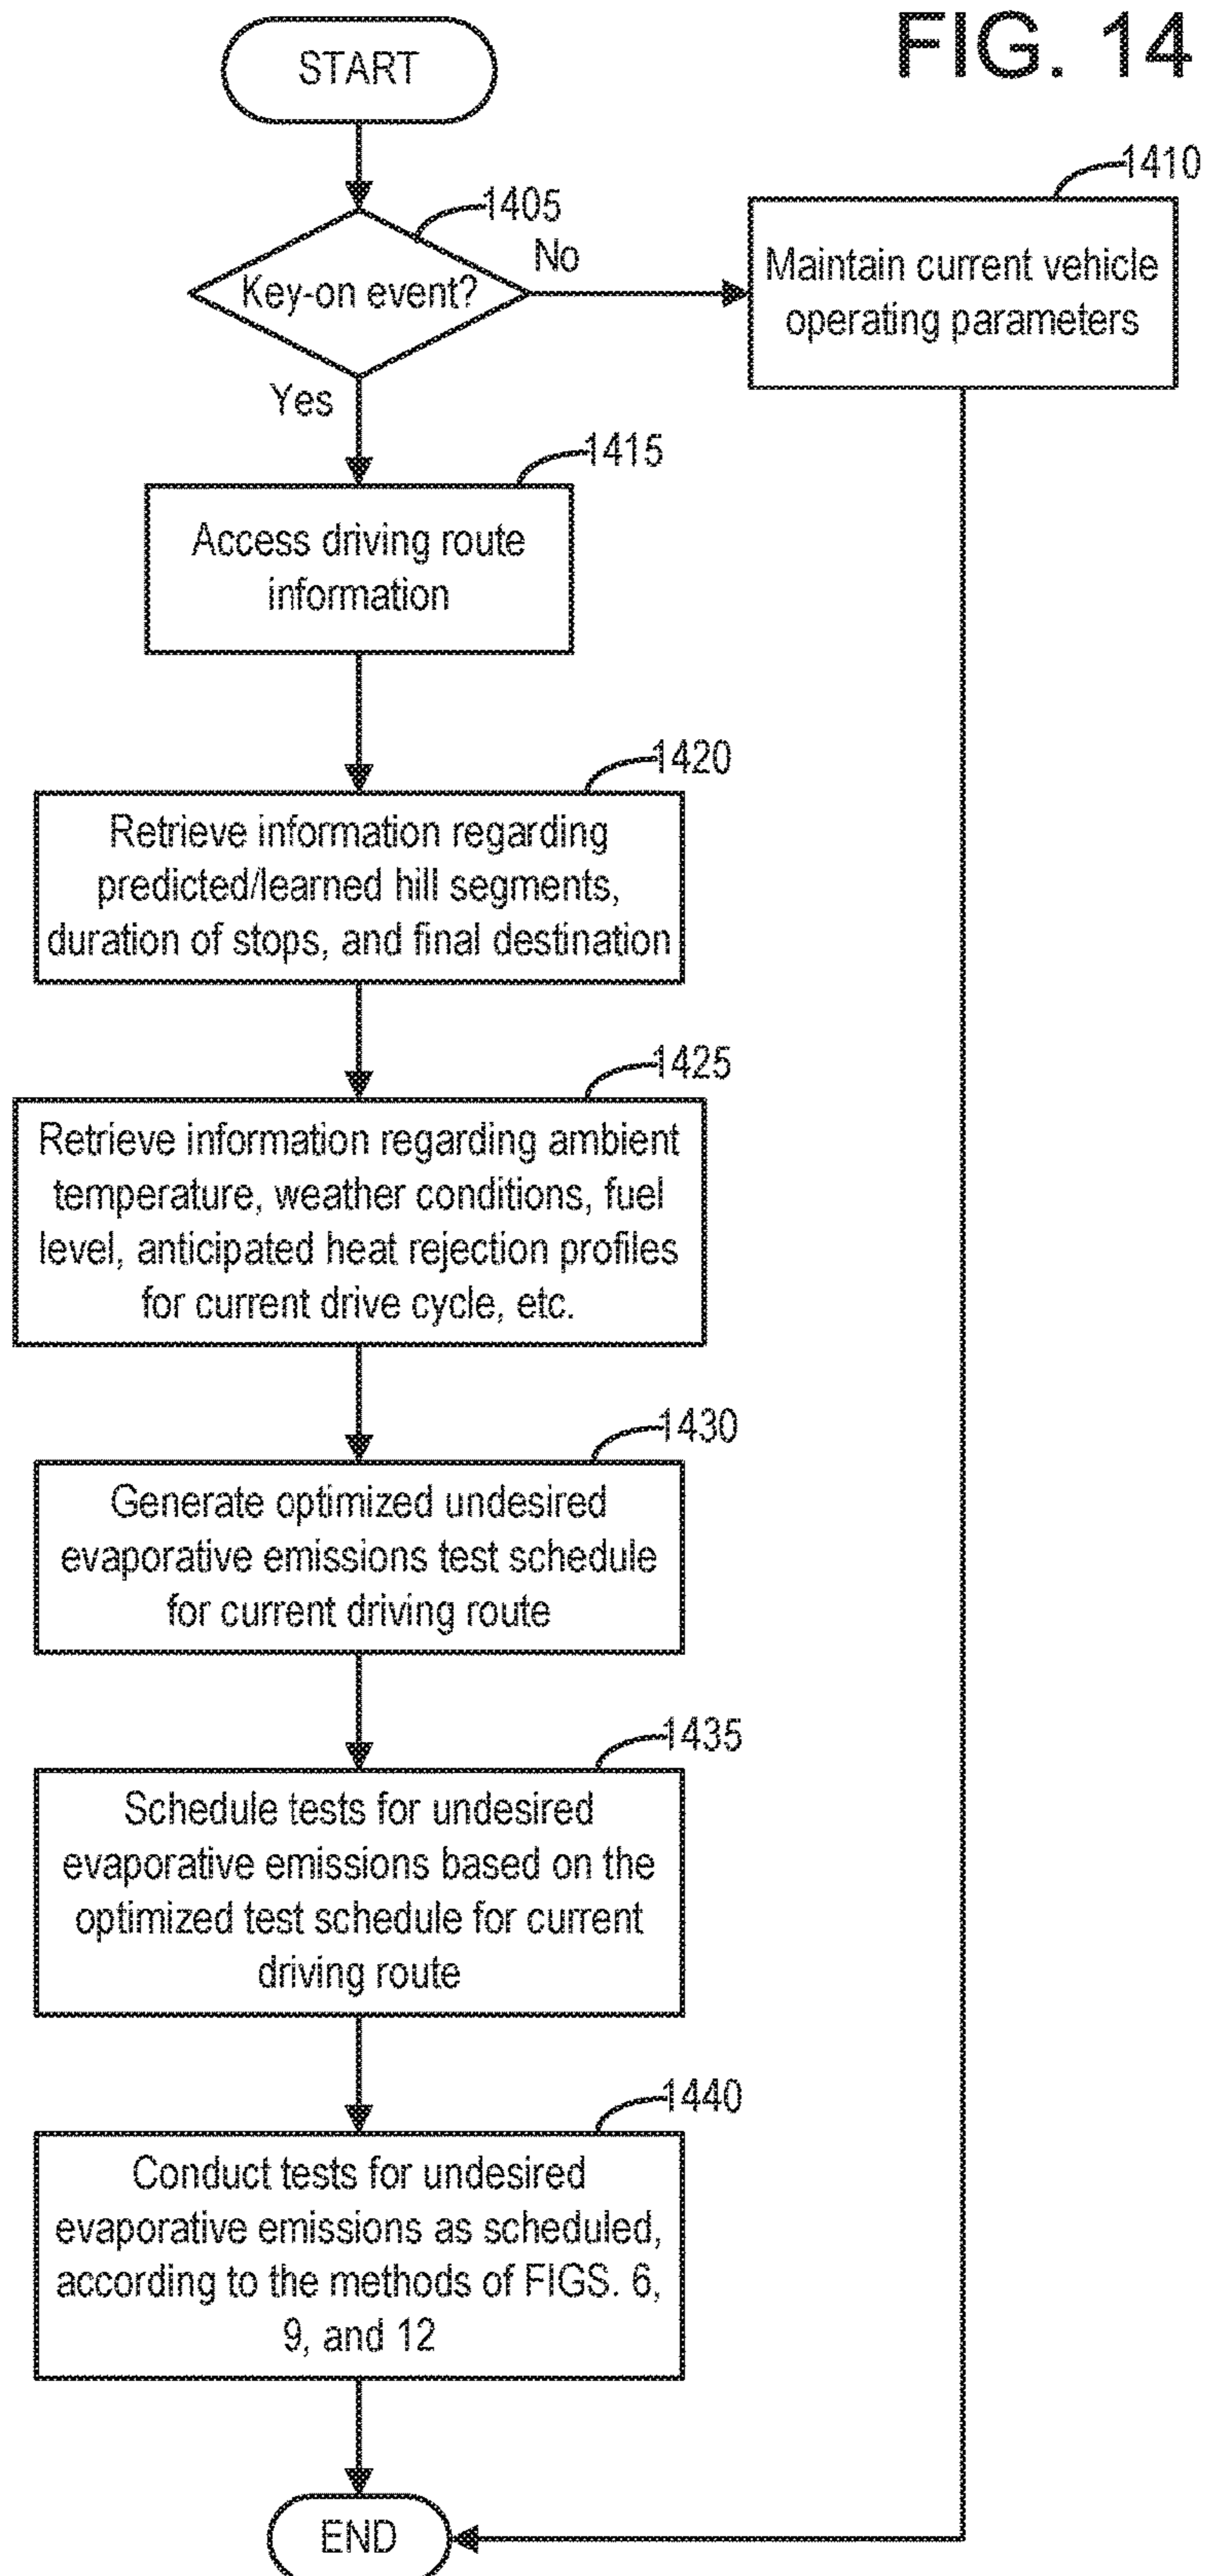 FIG. 14
START
1405
Key-on event?
No
Yes
1410
Maintain current vehicle
operating parameters
1415
Access driving route
information
1420
Retrieve information regarding
predicted/learned hill segments,
duration of stops, and final destination
1425
Retrieve information regarding ambient
temperature, weather conditions, fuel
level, anticipated heat rejection profiles
for current drive cycle, etc.
1430
Generate optimized undesired
evaporative emissions test schedule
for current driving route
1435
Schedule tests for undesired
evaporative emissions based on the
optimized test schedule for current
driving route
1440
Conduct tests for undesired
evaporative emissions as scheduled,
according to the methods of FIGS. 6,
9, and 12
END